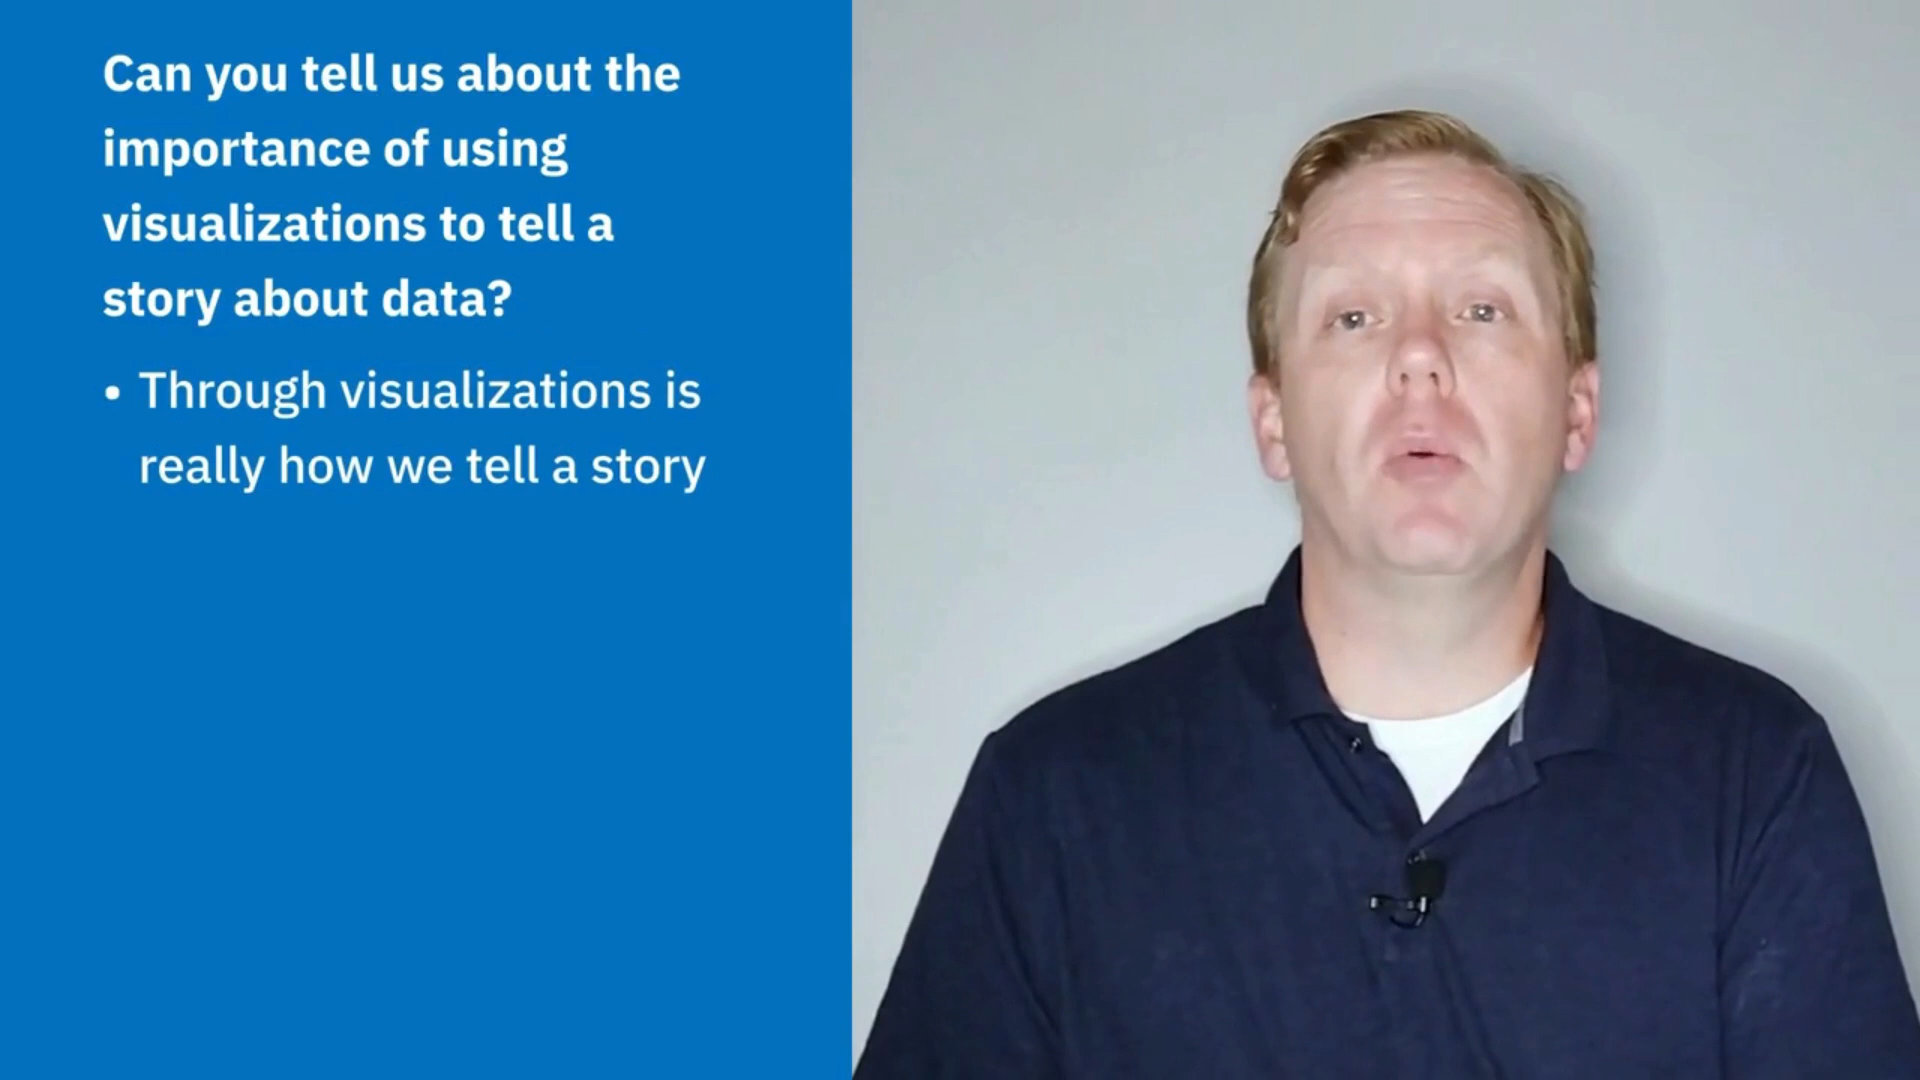 Can you tell us about the
importance of using
visualizations to tell a
story about data?
• Through visualizations is
really how we tell a story